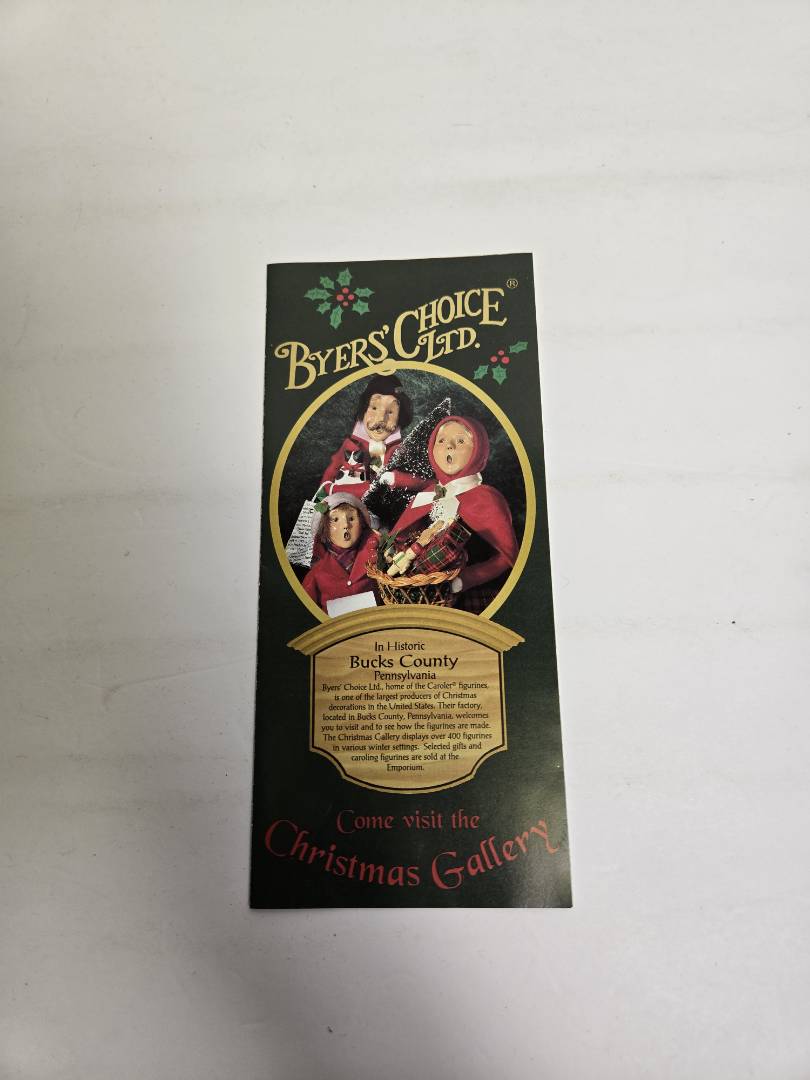 BYERS' CHOICE LTD.®
In Historic
Bucks County
Pennsylvania
Byers' Choice Ltd., home of the Caroler® figurines,
is one of the largest producers of Christmas
decorations in the United States. Their factory,
located in Bucks County, Pennsylvania, welcomes
you to visit and to see how the figurines are made.
The Christmas Gallery displays over 400 figurines
in various winter settings. Selected gifts and
caroling figurines are sold at the
Emporium.
Come visit the
Christmas Gallery